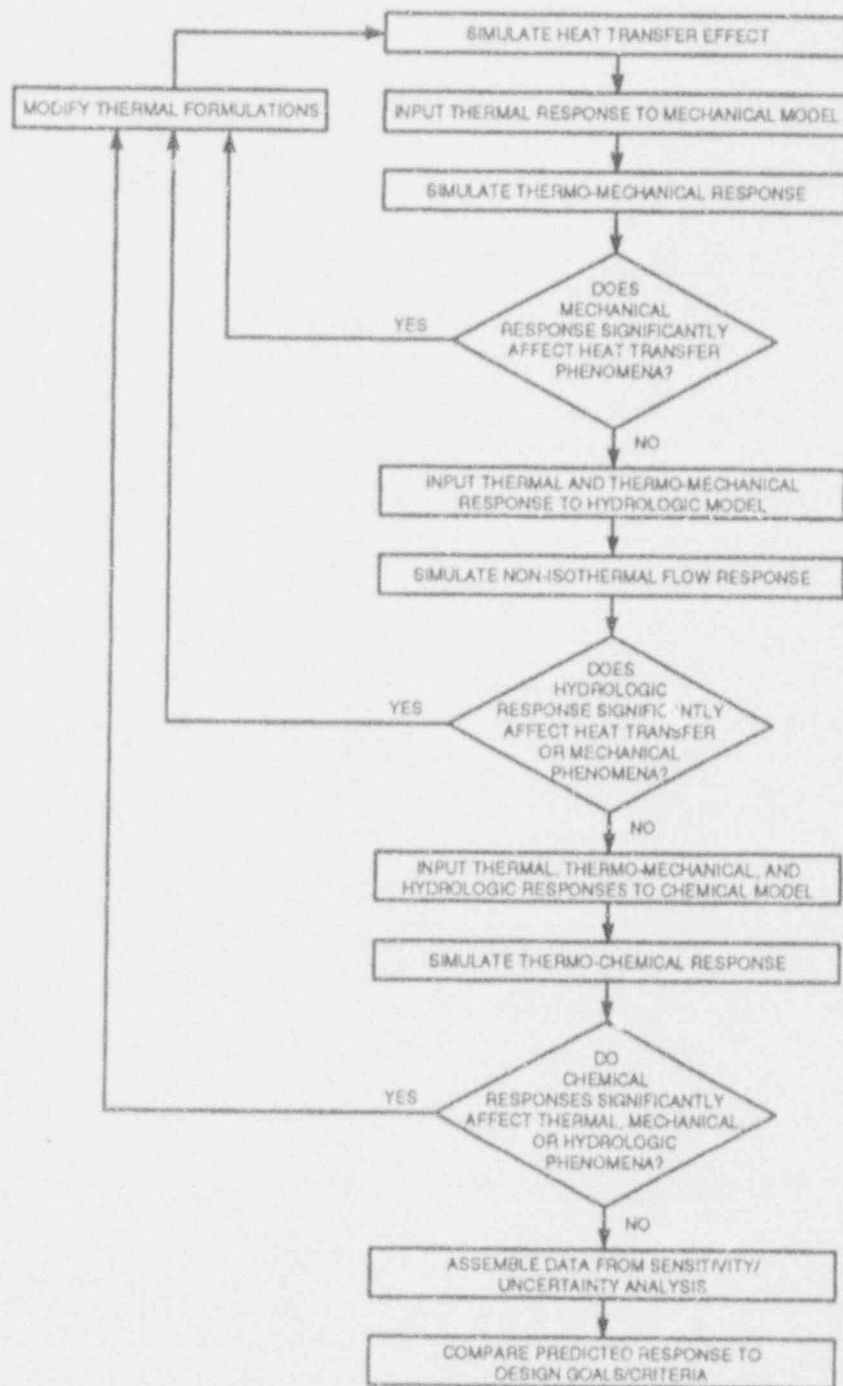 SIMULATE HEAT TRANSFER EFFECT
MODIFY THERMAL FORMULATIONS
INPUT THERMAL RESPONSE TO MECHANICAL MODEL
SIMULATE THERMO-MECHANICAL RESPONSE
DOES
MECHANICAL
RESPONSE SIGNIFICANTLY
AFFECT HEAT TRANSFER
PHENOMENA?
YES
NO
INPUT THERMAL AND THERMO-MECHANICAL
RESPONSE TO HYDROLOGIC MODEL
SIMULATE NON-ISOTHERMAL FLOW RESPONSE
DOES
HYDROLOGIC
RESPONSE SIGNIFIC NTLY
AFFECT HEAT TRANSFER
OR MECHANICAL
PHENOMENA?
YES
NO
INPUT THERMAL, THERMO-MECHANICAL, AND
HYDROLOGIC RESPONSES TO CHEMICAL MODEL
SIMULATE THERMO-CHEMICAL RESPONSE
DO
CHEMICAL
RESPONSES SIGNIFICANTLY
AFFECT THERMAL, MECHANICAL,
OR HYDROLOGIC
PHENOMENA?
YES
NO
ASSEMBLE DATA FROM SENSITIVITY/
UNCERTAINTY ANALYSIS
COMPARE PREDICTED RESPONSE TO
DESIGN GOALS/CRITERIA